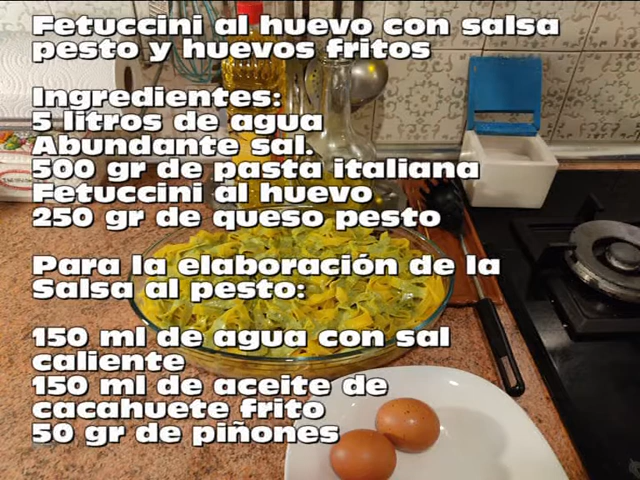 Fetuccini al huevo con salsa
pesto y huevos fritos
Ingredientes:
5 litros de agua
Abundante sal.
500 gr de pasta italiana
Fetuccini al huevo
250 gr de queso pesto
Para la elaboración de la
Salsa al pesto:
150 ml de agua con sal
caliente
150 ml de aceite de
cacahuete frito
50 gr de piñones